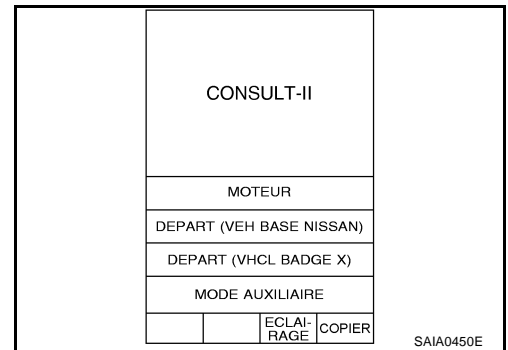 CONSULT-II
MOTEUR
DEPART (VEH BASE NISSAN)
DEPART (VHCL BADGE X)
MODE AUXILIAIRE
ECLAI-
RAGE
COPIER
SAIA0450E